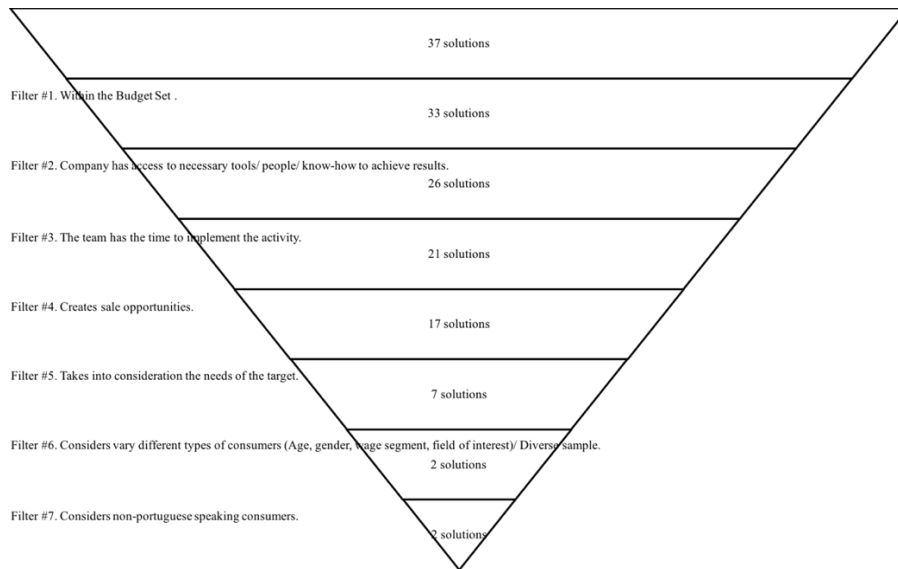 37 solutions
Filter #1. Within the Budget Set .
33 solutions
Filter #2. Company has access to necessary tools/ people/ know-how to achieve results.
26 solutions
Filter #3. The team has the time to implement the activity.
21 solutions
Filter #4. Creates sale opportunities.
17 solutions
Filter #5. Takes into consideration the needs of the target.
7 solutions
Filter #6. Considers vary different types of consumers (Age, gender, wage segment, field of interest)/ Diverse sample.
2 solutions
Filter #7. Considers non-portuguese speaking consumers.
2 solutions